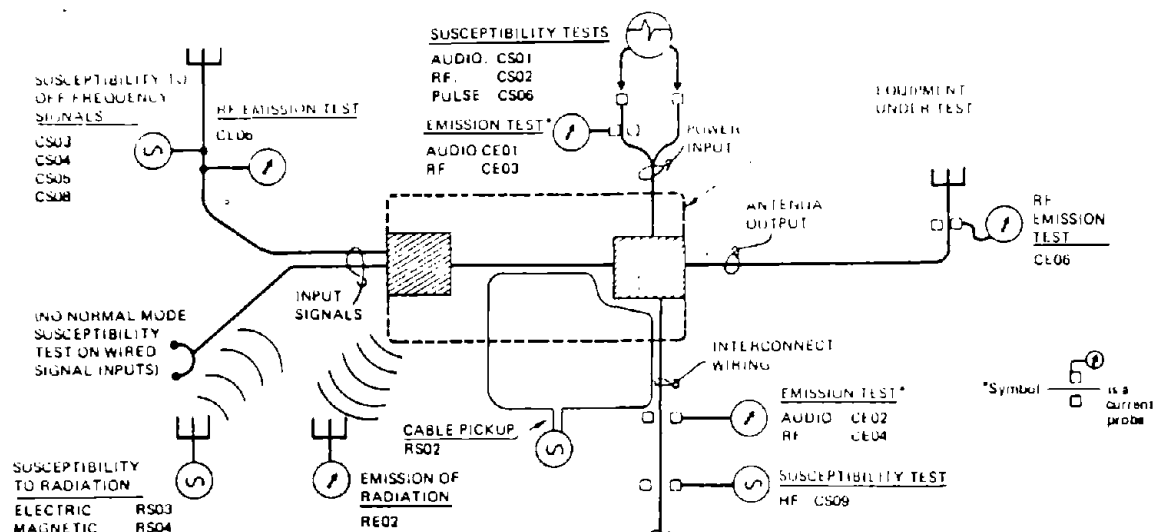 SUSCEPTIBILITY TESTS
AUDIO. CS01
RF. CS02
PULSE CS06
SUSCEPTIBILITY TO
OFF FREQUENCY
SIGNALS
CS03
CS04
CS05
CS08
RF EMISSION TEST
CE06
EMISSION TEST*
AUDIO CE01
RF CE03
POWER
INPUT
EQUIPMENT
UNDER TEST
ANTENNA
OUTPUT
RF
EMISSION
TEST
CE06
INPUT
SIGNALS
(NO NORMAL MODE
SUSCEPTIBILITY
TEST ON WIRED
SIGNAL INPUTS)
INTERCONNECT
WIRING
*Symbol is a
current
probe
EMISSION TEST*
AUDIO CE02
RF CE04
CABLE PICKUP
RS02
SUSCEPTIBILITY TEST
HF CS09
SUSCEPTIBILITY
TO RADIATION
ELECTRIC RS03
MAGNETIC RS04
EMISSION OF
RADIATION
RE02